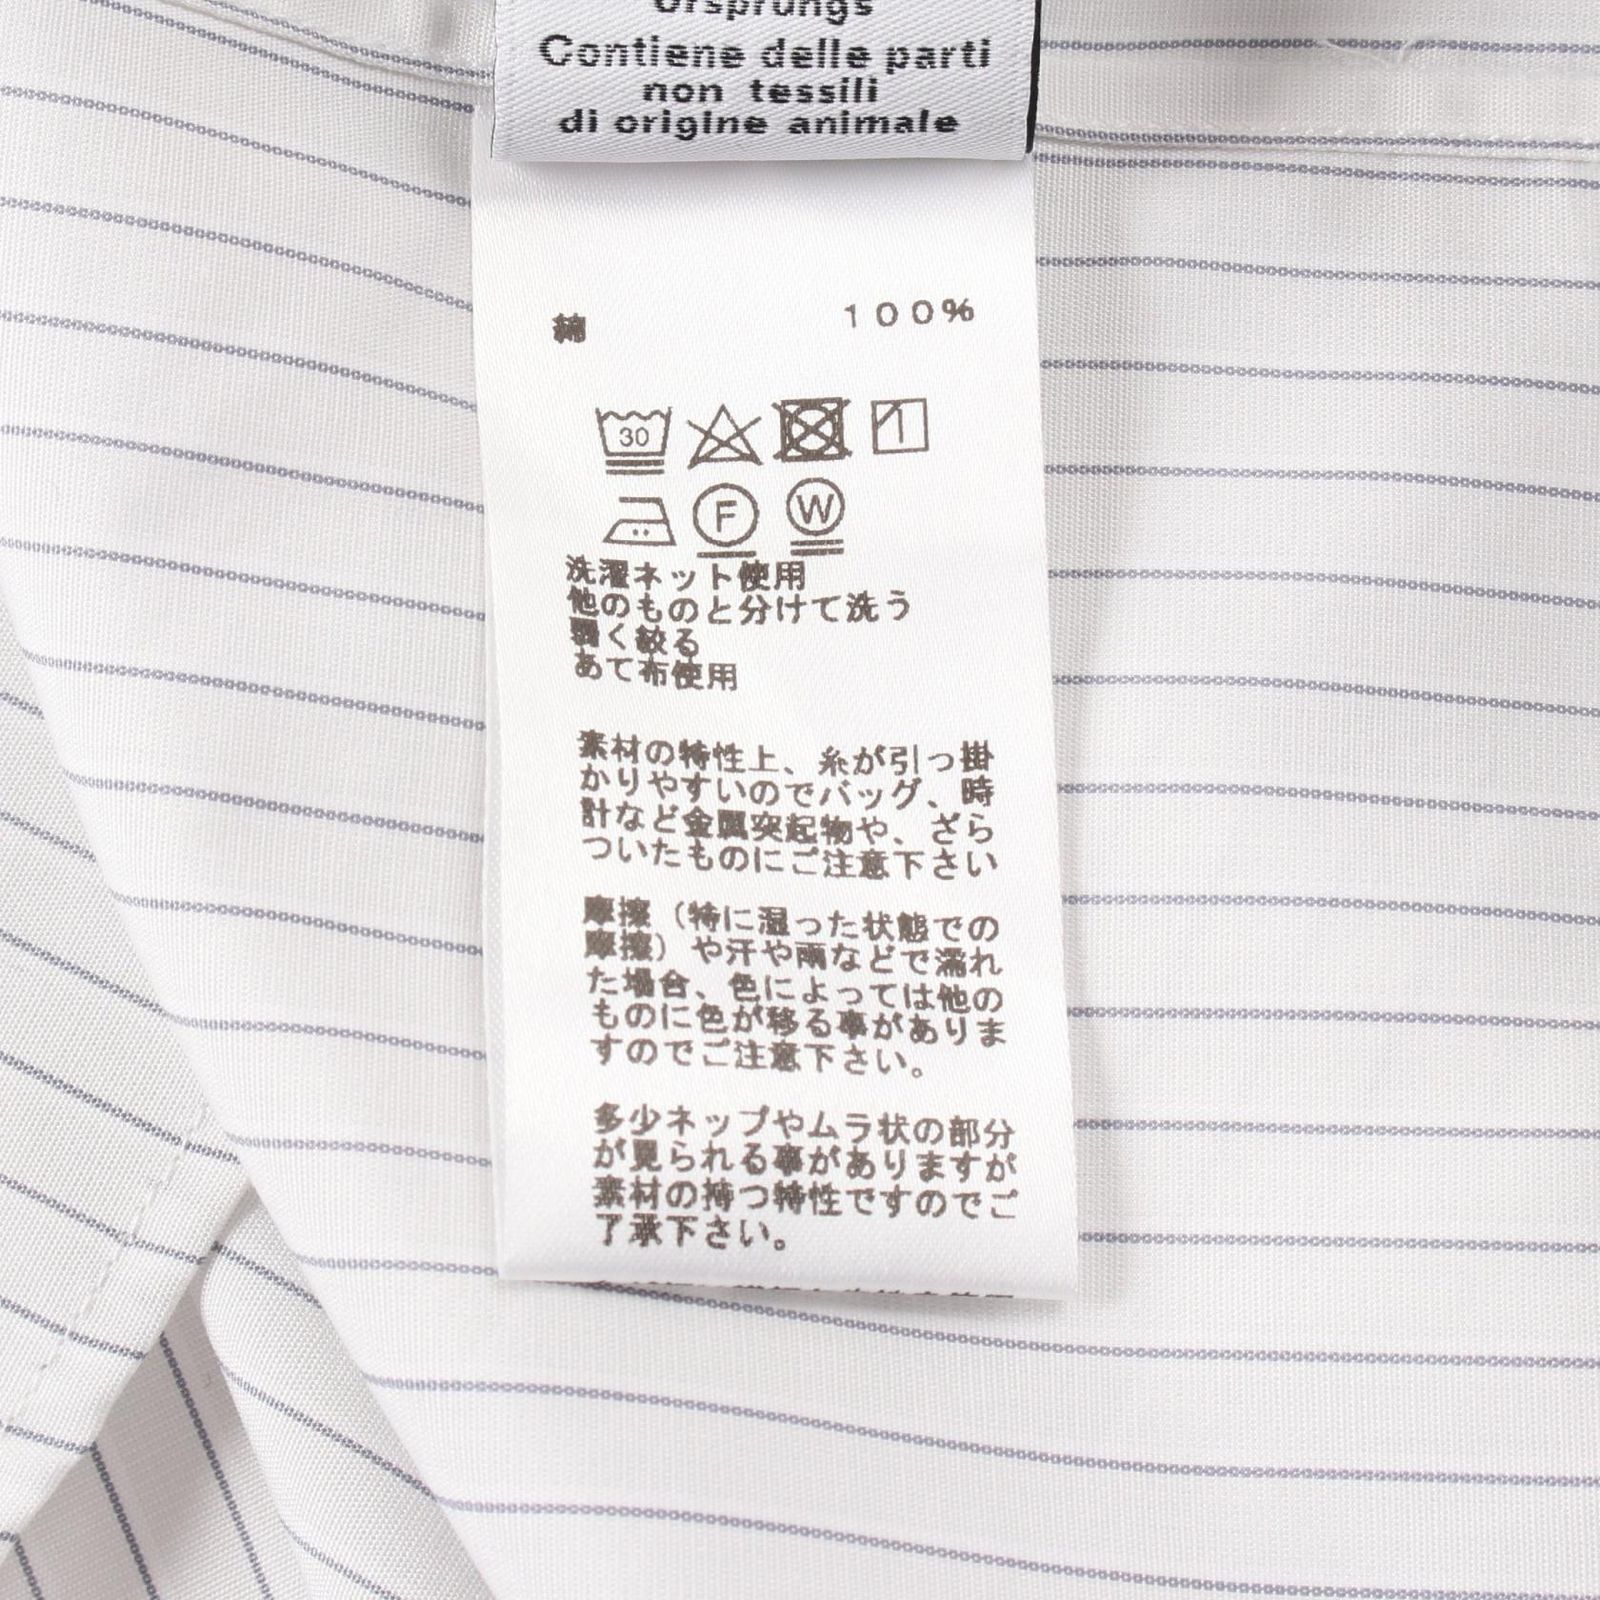 Ursprungs
Contiene delle parti
non tessili
di origine animale
綿 100%
30
F W
洗濯ネット使用
他のものと分けて洗う
弱く絞る
あて布使用
素材の特性上、糸が引っ掛
かりやすいのでバッグ、時
計など金属突起物や、ざら
ついたものにご注意下さい
摩擦(特に湿った状態での
摩擦)や汗や雨などで濡れ
た場合、色によっては他の
ものに色が移る事がありま
すのでご注意下さい。
多少ネップやムラ状の部分
が見られる事がありますが
素材の持つ特性ですのでご
了承下さい。